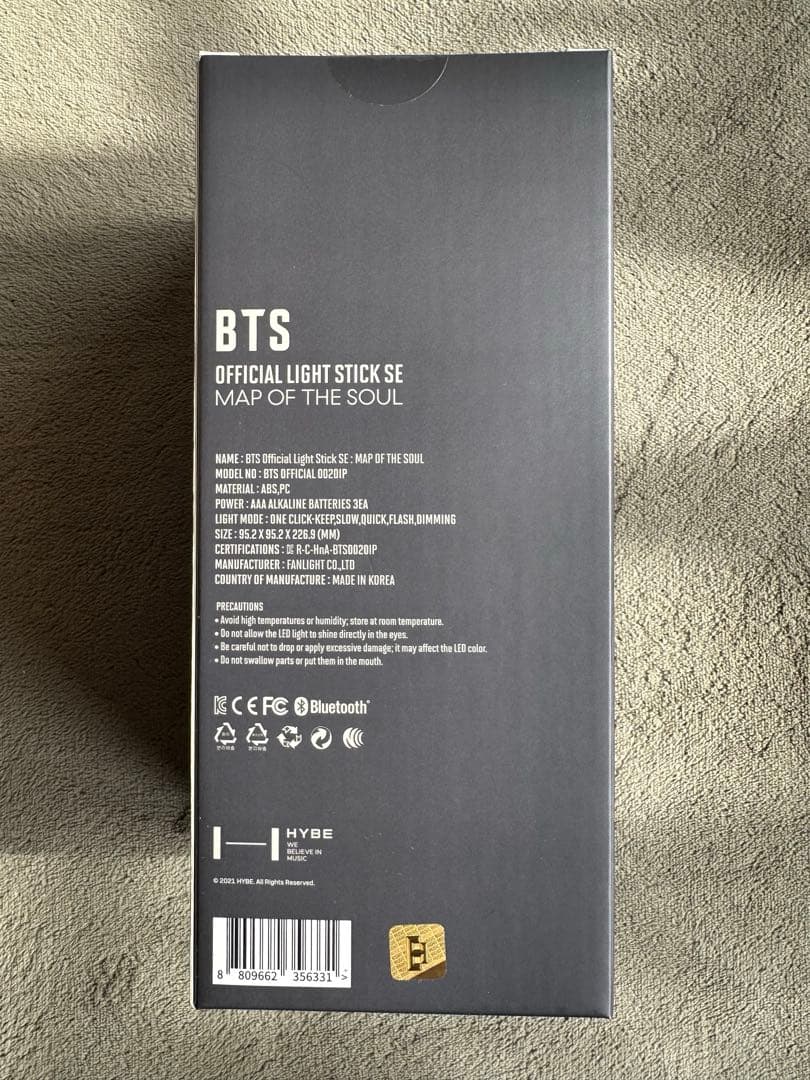 BTS
OFFICIAL LIGHT STICK SE
MAP OF THE SOUL
NAME : BTS Official Light Stick SE : MAP OF THE SOUL
MODEL NO : BTS OFFICIAL 0020IP
MATERIAL : ABS,PC
POWER : AAA ALKALINE BATTERIES 3EA
LIGHT MODE : ONE CLICK-KEEP,SLOW,QUICK,FLASH,DIMMING
SIZE : 95.2 X 95.2 X 226.9 (MM)
CERTIFICATIONS : R-C-HnA-BTS0020IP
MANUFACTURER : FANLIGHT CO.,LTD
COUNTRY OF MANUFACTURE : MADE IN KOREA
PRECAUTIONS
• Avoid high temperatures or humidity; store at room temperature.
• Do not allow the LED light to shine directly in the eyes.
• Be careful not to drop or apply excessive damage; it may affect the LED color.
• Do not swallow parts or put them in the mouth.
CE FC Bluetooth®
HYBE
WE
BELIEVE IN
MUSIC
© 2021 HYBE. All Rights Reserved.
8 809662 356331 >